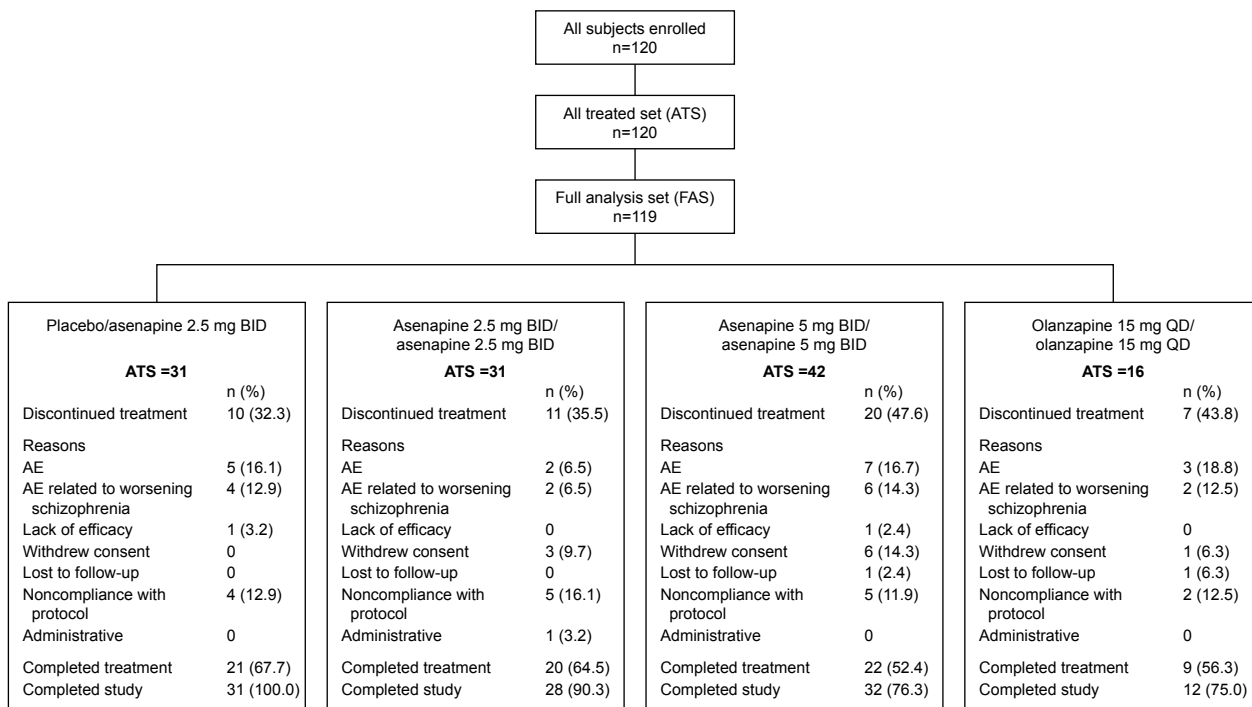 All subjects enrolled
n=120
All treated set (ATS)
n=120
Full analysis set (FAS)
n=119
Placebo/asenapine 2.5 mg BID
ATS =31
n (%)
Discontinued treatment 10 (32.3)
Reasons
AE 5 (16.1)
AE related to worsening 4 (12.9)
schizophrenia
Lack of efficacy 1 (3.2)
Withdrew consent 0
Lost to follow-up 0
Noncompliance with 4 (12.9)
protocol
Administrative 0
Completed treatment 21 (67.7)
Completed study 31 (100.0)
Asenapine 2.5 mg BID/
asenapine 2.5 mg BID
ATS =31
n (%)
Discontinued treatment 11 (35.5)
Reasons
AE 2 (6.5)
AE related to worsening 2 (6.5)
schizophrenia
Lack of efficacy 0
Withdrew consent 3 (9.7)
Lost to follow-up 0
Noncompliance with 5 (16.1)
protocol
Administrative 1 (3.2)
Completed treatment 20 (64.5)
Completed study 28 (90.3)
Asenapine 5 mg BID/
asenapine 5 mg BID
ATS =42
n (%)
Discontinued treatment 20 (47.6)
Reasons
AE 7 (16.7)
AE related to worsening 6 (14.3)
schizophrenia
Lack of efficacy 1 (2.4)
Withdrew consent 6 (14.3)
Lost to follow-up 1 (2.4)
Noncompliance with 5 (11.9)
protocol
Administrative 0
Completed treatment 22 (52.4)
Completed study 32 (76.3)
Olanzapine 15 mg QD/
olanzapine 15 mg QD
ATS =16
n (%)
Discontinued treatment 7 (43.8)
Reasons
AE 3 (18.8)
AE related to worsening 2 (12.5)
schizophrenia
Lack of efficacy 0
Withdrew consent 1 (6.3)
Lost to follow-up 1 (6.3)
Noncompliance with 2 (12.5)
protocol
Administrative 0
Completed treatment 9 (56.3)
Completed study 12 (75.0)